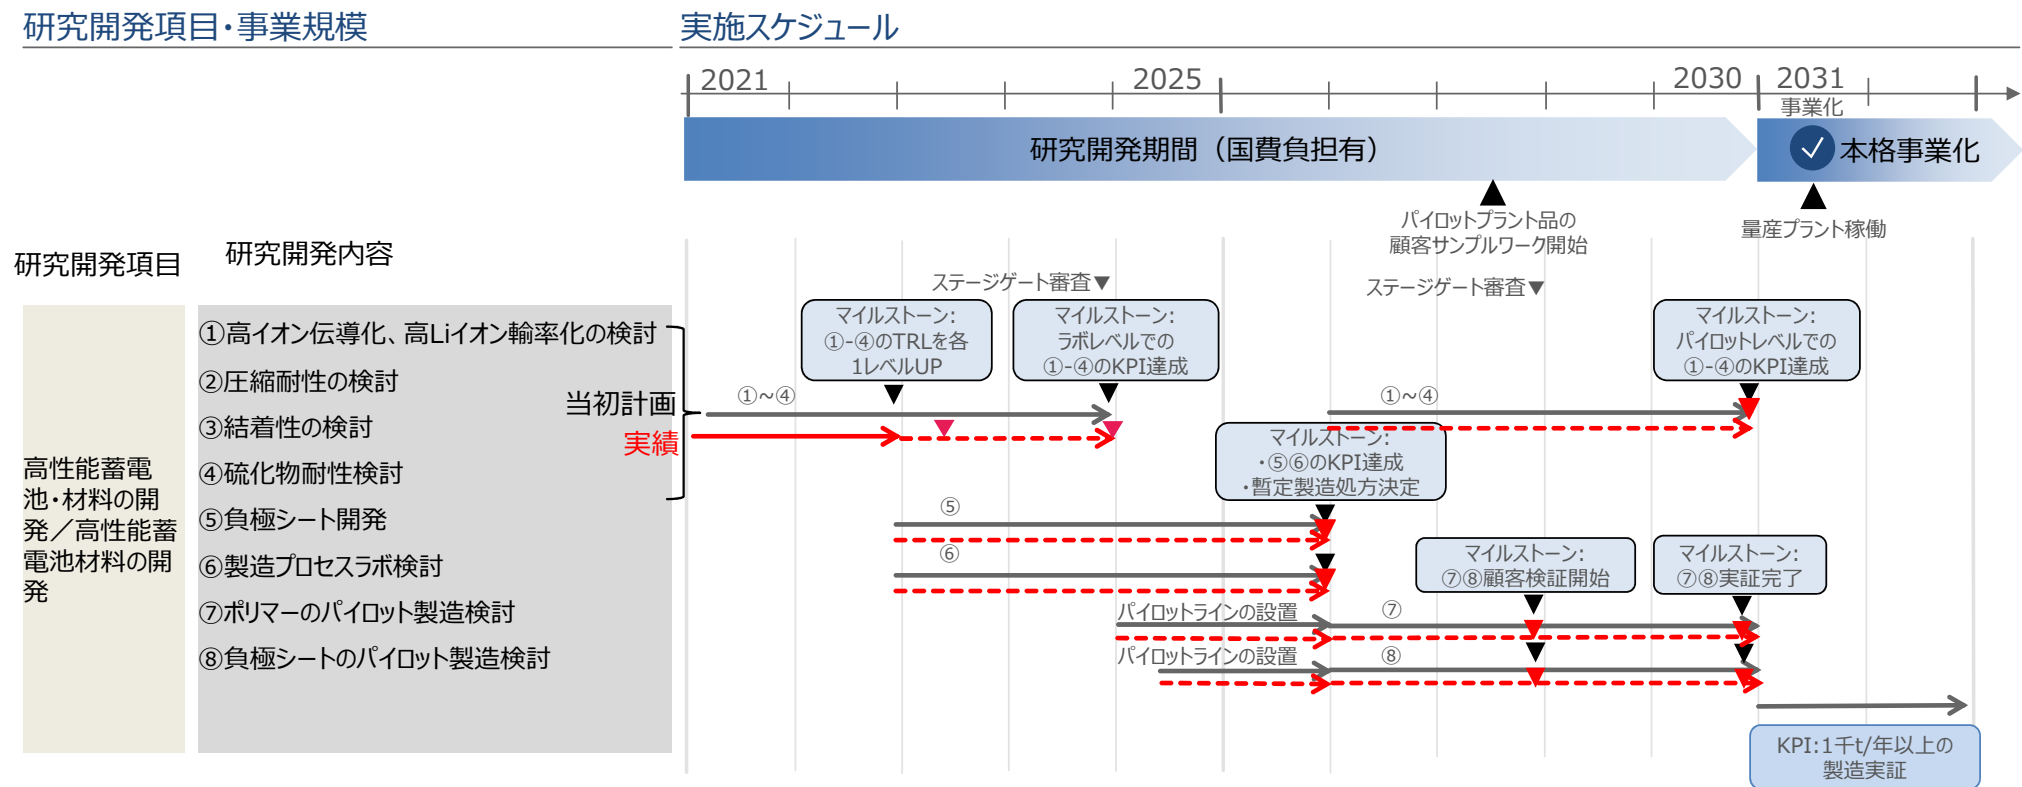 研究開発項目・事業規模
実施スケジュール
2021
2025
2030
2031
事業化
研究開発期間（国費負担有）
本格事業化
パイロットプラント品の
顧客サンプルワーク開始
量産プラント稼働
研究開発項目
研究開発内容
ステージゲート審査▼
ステージゲート審査▼
高性能蓄電
池・材料の開
発／高性能蓄
電池材料の開
発
①高イオン伝導化、高Liイオン輸率化の検討
②圧縮耐性の検討
③結着性の検討
④硫化物耐性検討
⑤負極シート開発
⑥製造プロセスラボ検討
⑦ポリマーのパイロット製造検討
⑧負極シートのパイロット製造検討
当初計画
実績
マイルストーン:
①-④のTRLを各
1レベルUP
マイルストーン:
ラボレベルでの
①-④のKPI達成
マイルストーン:
パイロットレベルでの
①-④のKPI達成
①~④
①~④
マイルストーン:
・⑤⑥のKPI達成
・暫定製造処方決定
⑤
⑥
マイルストーン:
⑦⑧顧客検証開始
マイルストーン:
⑦⑧実証完了
パイロットラインの設置
⑦
パイロットラインの設置
⑧
KPI:1千t/年以上の
製造実証